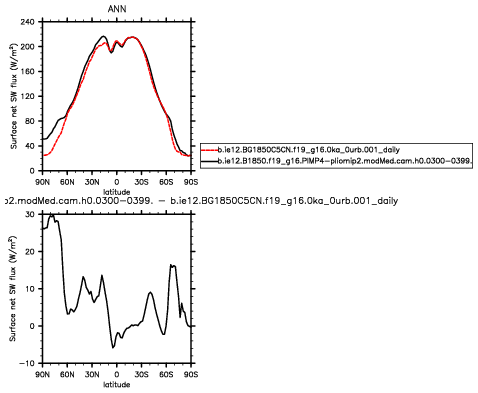 ANN
240
200
160
120
80
40
0
Surface net SW flux (W/m²)
90N 60N 30N 0 30S 60S 90S
latitude
b.ie12.BG1850C5CN.f19_g16.0ka_0urb.001_daily
b.ie12.B1850.f19_g16.PlMP4-pliomip2.modMed.cam.h0.0300-0399.
p2.modMed.cam.h0.0300-0399. - b.ie12.BG1850C5CN.f19_g16.0ka_0urb.001_daily
30
20
10
0
-10
Surface net SW flux (W/m²)
90N 60N 30N 0 30S 60S 90S
latitude